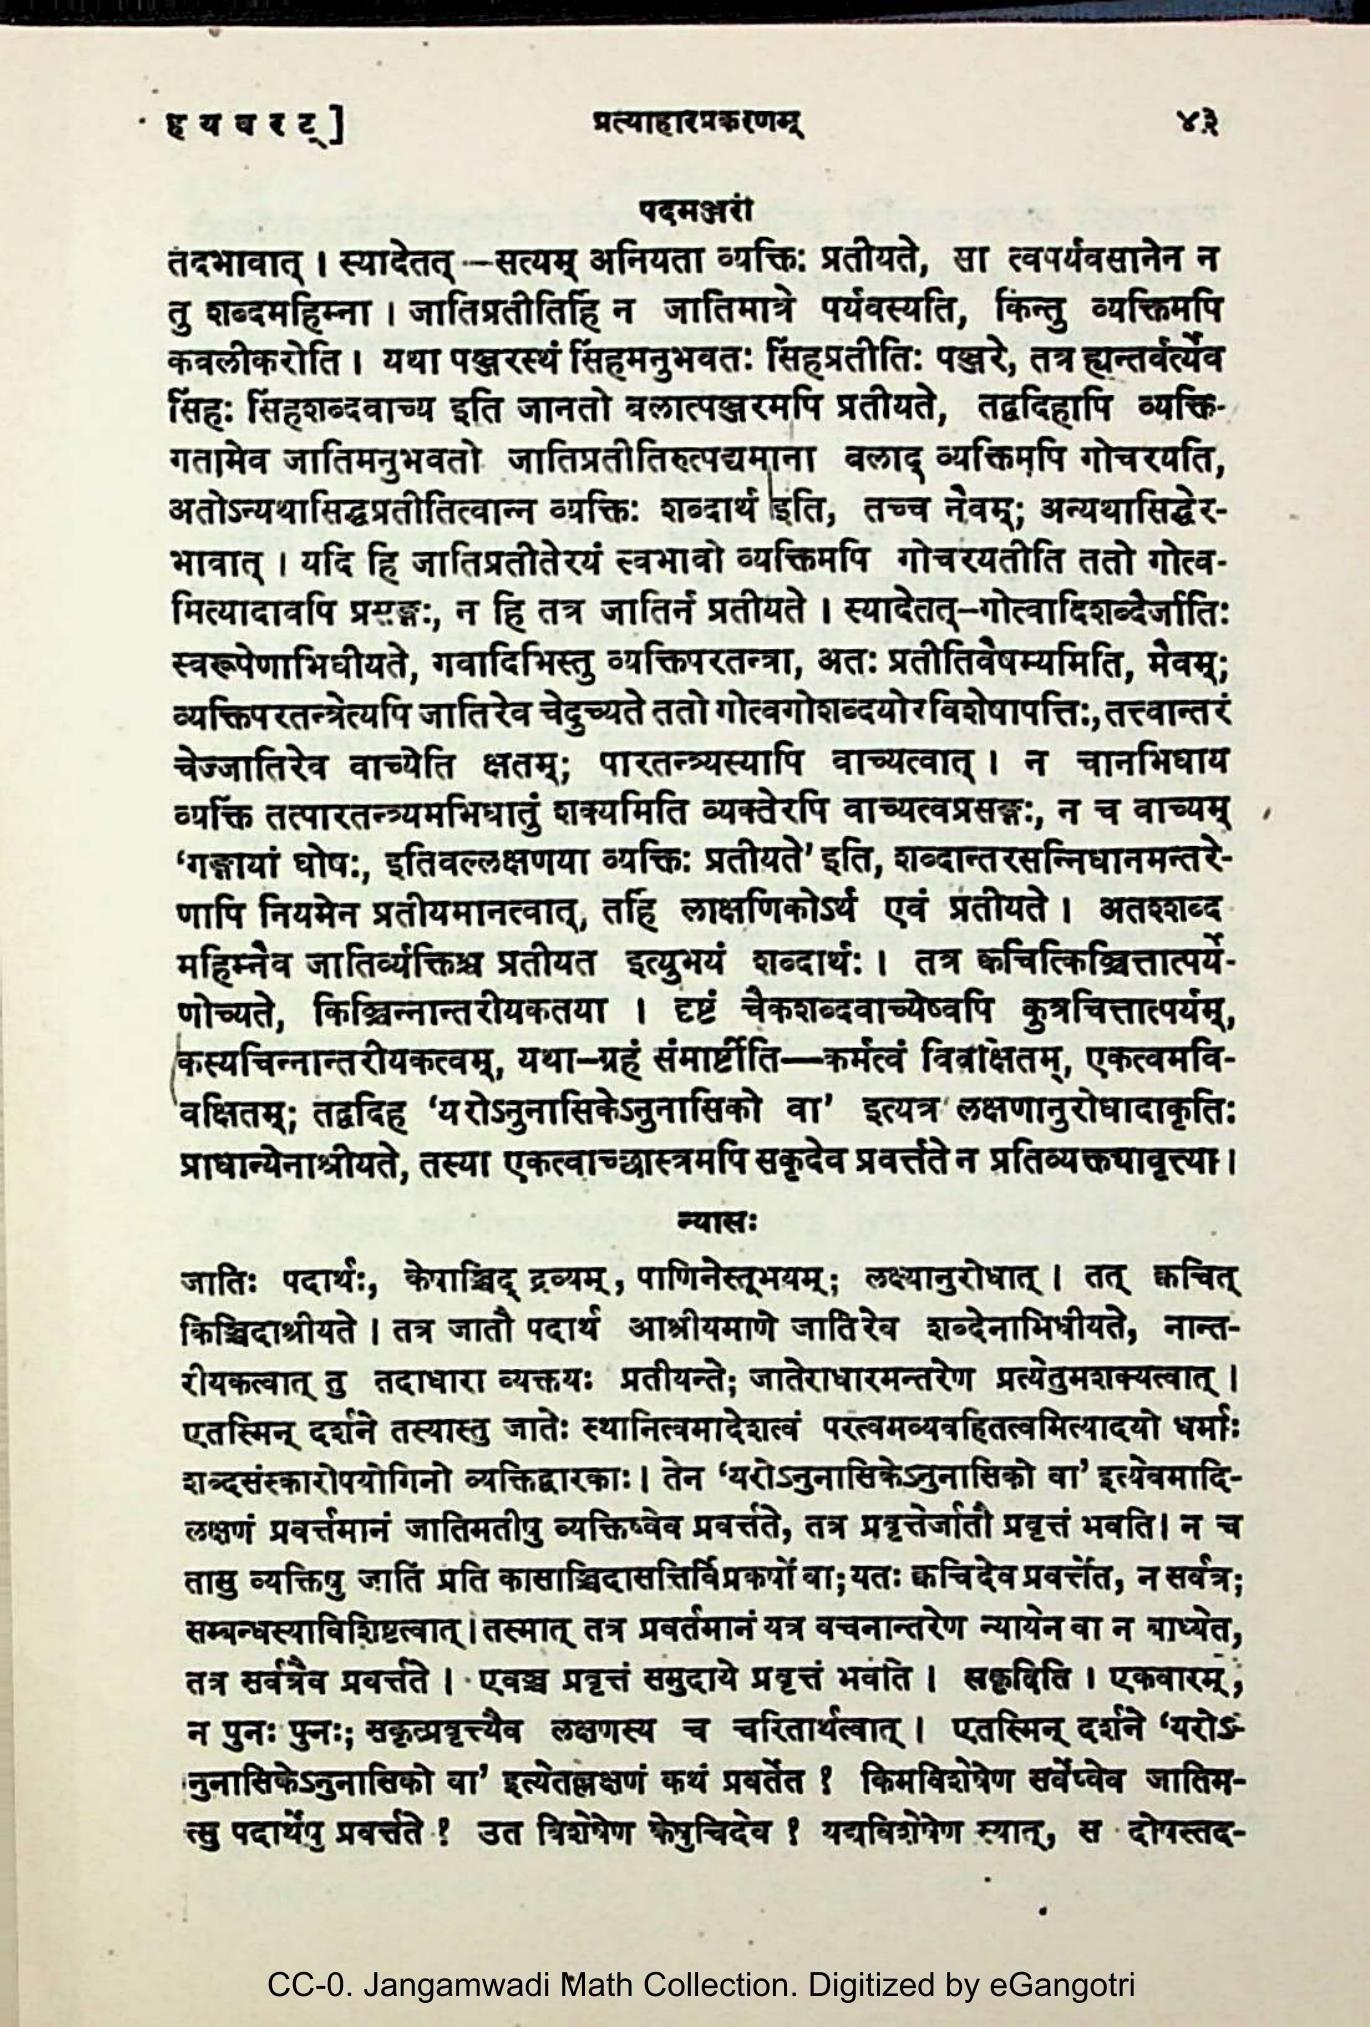 ह य व र ट् ]
प्रत्याहारप्रकरणम्
४३
पदमञ्जरी
तदभावात् । स्यादेतत् —सत्यम् अनियता व्यक्तिः प्रतीयते, सा त्वपर्यवसानेन न
तु शब्दमहिम्ना । जातिप्रतीतिर्हि न जातिमात्रे पर्यवस्यति, किन्तु व्यक्तिमपि
कवलीकरोति । यथा पञ्जरस्थं सिंहमनुभवतः सिंहप्रतीतिः पञ्जरे, तत्र ह्यन्तर्वर्त्येव
सिंहः सिंहशब्दवाच्य इति जानतो बलात्पञ्जरमपि प्रतीयते, तद्वदिहापि व्यक्ति-
गतामेव जातिमनुभवतो जातिप्रतीतिरुत्पद्यमाना बलाद् व्यक्तिमपि गोचरयति,
अतोऽन्यथासिद्धप्रतीतित्वान्न व्यक्तिः शब्दार्थ इति, तच्च नैवम्; अन्यथासिद्धेर-
भावात् । यदि हि जातिप्रतीतेरयं स्वभावो व्यक्तिमपि गोचरयतीति ततो गोत्व-
मित्यादावपि प्रसङ्गः, न हि तत्र जातिर्न प्रतीयते । स्यादेतत्—गोत्वादिशब्दैर्जातिः
स्वरूपेणाभिधीयते, गवादिभिस्तु व्यक्तिपरतन्त्रा, अतः प्रतीतिवैषम्यमिति, मैवम्;
व्यक्तिपरतन्त्रेत्यपि जातिरेव चेदुच्यते ततो गोत्वगोशब्दयोरविशेषापत्तिः, तत्त्वान्तरं
चेज्जातिरेव वाच्येति क्षतम्; पारतन्त्र्यस्यापि वाच्यत्वात् । न चानभिधाय
व्यक्तिं तत्पारतन्त्र्यमभिधातुं शक्यमिति व्यक्तेरपि वाच्यत्वप्रसङ्गः, न च वाच्यम्
‘गङ्गायां घोषः, इतिवल्लक्षणया व्यक्तिः प्रतीयते’ इति, शब्दान्तरसन्निधानमन्तरे-
णापि नियमेन प्रतीयमानत्वात्, तर्हि लाक्षणिकोऽर्थ एवं प्रतीयते । अतश्शब्द
महिम्नैव जातिर्व्यक्तिश्च प्रतीयत इत्युभयं शब्दार्थः । तत्र क्वचित्किञ्चित्तात्पर्ये-
णोच्यते, किञ्चिन्नान्तरीयकतया । दृष्टं चैकशब्दवाच्येष्वपि कुत्रचित्तात्पर्यम्,
कस्यचिन्नान्तरीयकत्वम्, यथा—ग्रहं संमार्ष्टीति—कर्मत्वं विवक्षितम्, एकत्वमवि-
वक्षितम्; तद्वदिह ‘यरोऽनुनासिकेऽनुनासिको वा’ इत्यत्र लक्षणानुरोधादाकृतिः
प्राधान्येनाश्रीयते, तस्या एकत्वाच्छास्त्रमपि सकृदेव प्रवर्त्तते न प्रतिव्यक्त्यावृत्त्या ।
न्यासः
जातिः पदार्थः, केषाञ्चिद् द्रव्यम्, पाणिनेस्तूभयम्; लक्ष्यानुरोधात् । तत् क्वचित्
किञ्चिदाश्रीयते । तत्र जातौ पदार्थ आश्रीयमाणे जातिरेव शब्देनाभिधीयते, नान्त-
रीयकत्वात् तु तदाधारा व्यक्तयः प्रतीयन्ते; जातेराधारमन्तरेण प्रत्येतुमशक्यत्वात् ।
एतस्मिन् दर्शने तस्यास्तु जातेः स्थानित्वमादेशत्वं परत्वमव्यवहितत्वमित्यादयो धर्माः
शब्दसंस्कारोपयोगिनो व्यक्तिद्वारकाः । तेन ‘यरोऽनुनासिकेऽनुनासिको वा’ इत्येवमादि-
लक्षणं प्रवर्त्तमानं जातिमतीषु व्यक्तिष्वेव प्रवर्त्तते, तत्र प्रवृत्तेर्जातौ प्रवृत्तं भवति । न च
तासु व्यक्तिषु जातिं प्रति कासाञ्चिदासत्तिर्विप्रकर्षो वा; यतः क्वचिदेव प्रवर्त्तेत, न सर्वत्र;
सम्बन्धस्याविशिष्टत्वात् । तस्मात् तत्र प्रवर्तमानं यत्र वचनान्तरेण न्यायेन वा न बाध्येत,
तत्र सर्वत्रैव प्रवर्त्तते । एवञ्च प्रवृत्तं समुदाये प्रवृत्तं भवति । सकृदिति । एकवारम्,
न पुनः पुनः; सकृत्प्रवृत्त्यैव लक्षणस्य च चरितार्थत्वात् । एतस्मिन् दर्शने ‘यरोऽ-
नुनासिकेऽनुनासिको वा’ इत्येतल्लक्षणं कथं प्रवर्तेत ? किमविशेषेण सर्वेष्वेव जातिम-
त्सु पदार्थेषु प्रवर्त्तते ? उत विशेषेण केषुचिदेव ? यद्यविशेषेण स्यात्, स दोषस्तद-
CC-0. Jangamwadi Math Collection. Digitized by eGangotri